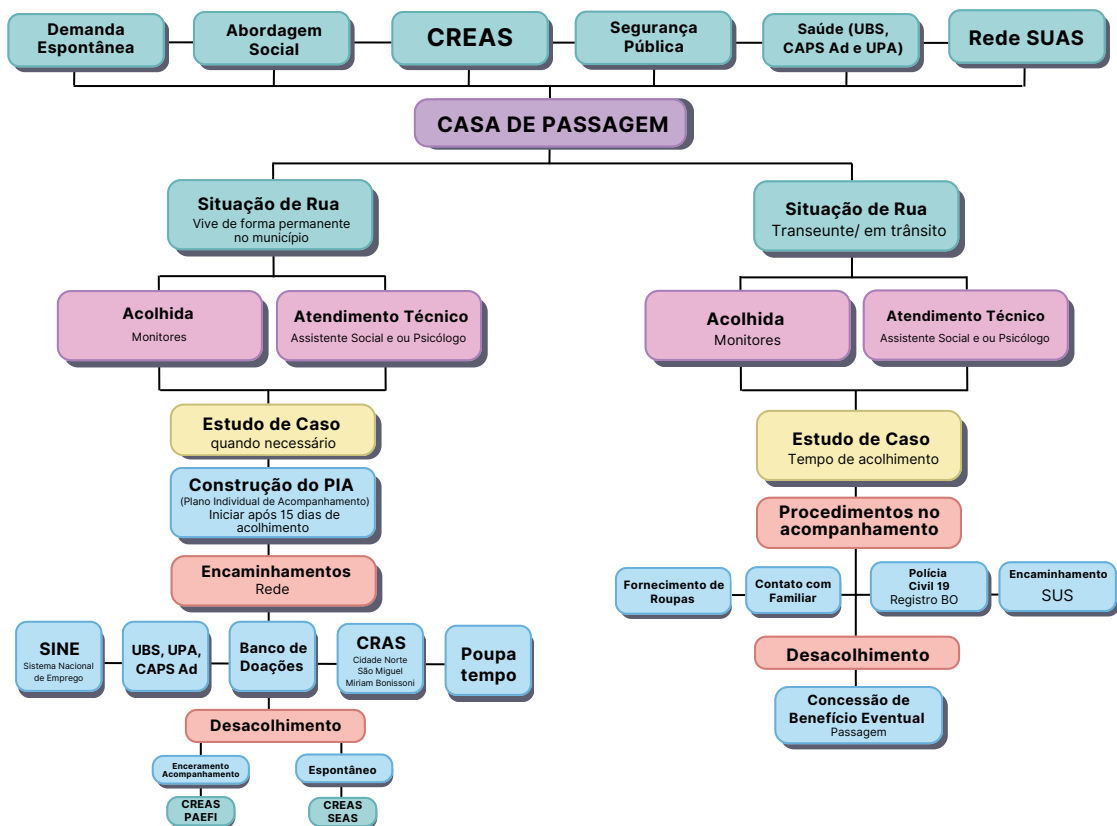 Demanda
Espontânea
Abordagem
Social
CREAS
Segurança
Pública
Saúde (UBS,
CAPS Ad e UPA)
Rede SUAS
CASA DE PASSAGEM
Situação de Rua
Vive de forma permanente
no município
Situação de Rua
Transeunte/ em trânsito
Acolhida
Monitores
Atendimento Técnico
Assistente Social e ou Psicólogo
Acolhida
Monitores
Atendimento Técnico
Assistente Social e ou Psicólogo
Estudo de Caso
quando necessário
Construção do PIA
(Plano Individual de Acompanhamento)
Iniciar após 15 dias de
acolhimento
Encaminhamentos
Rede
SINE
Sistema Nacional
de Emprego
UBS, UPA,
CAPS Ad
Banco de
Doações
CRAS
Cidade Norte
São Miguel
Miriam Bonissoni
Poupa
tempo
Desacolhimento
Enceramento
Acompanhamento
Espontâneo
CREAS
PAEFI
CREAS
SEAS
Estudo de Caso
Tempo de acolhimento
Procedimentos no
acompanhamento
Fornecimento de
Roupas
Contato com
Familiar
Polícia
Civil 19
Registro BO
Encaminhamento
SUS
Desacolhimento
Concessão de
Benefício Eventual
Passagem